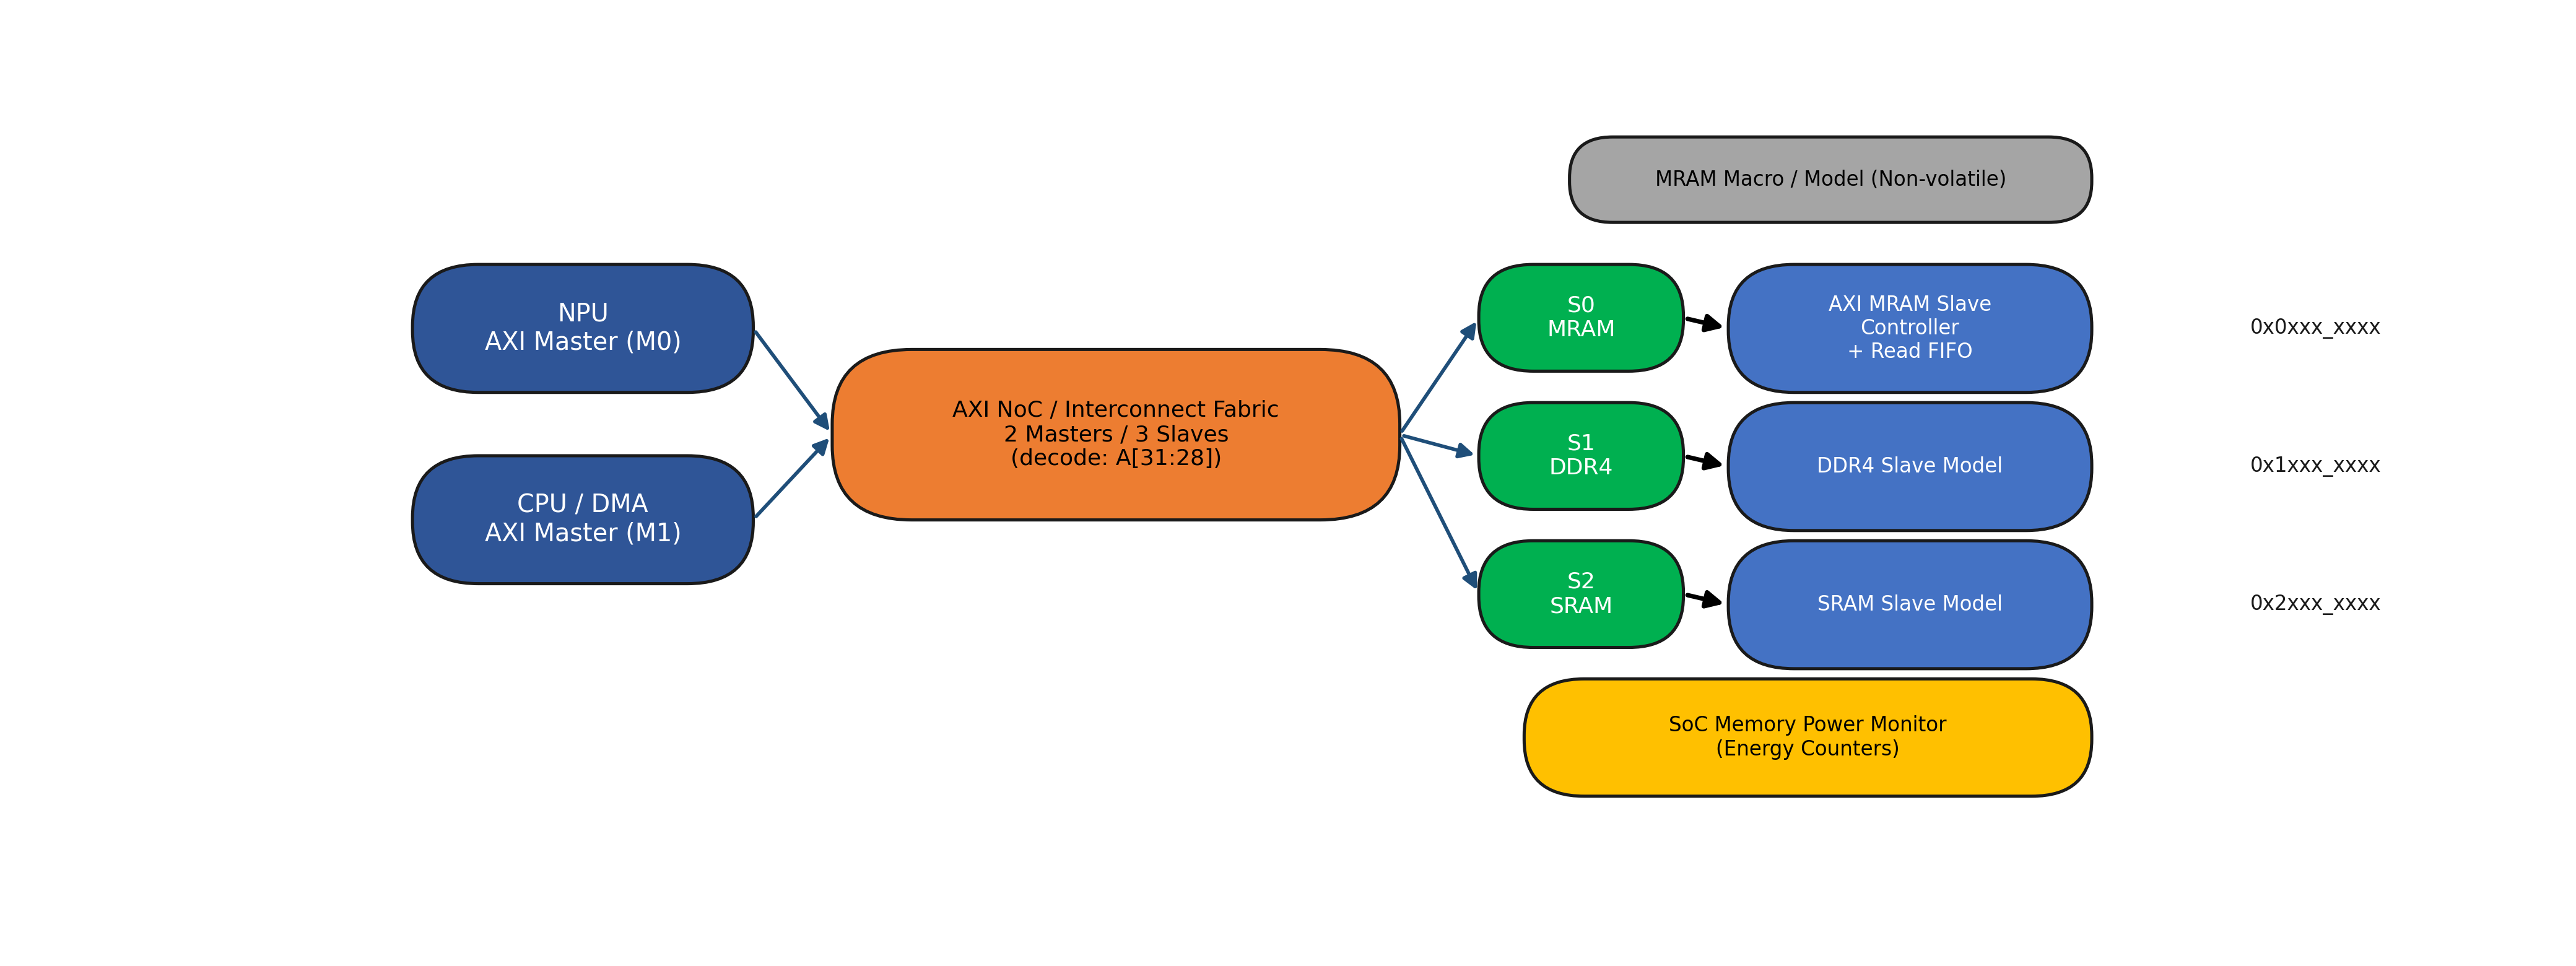 MRAM Macro / Model (Non-volatile)
NPU
AXI Master (M0)
CPU / DMA
AXI Master (M1)
AXI NoC / Interconnect Fabric
2 Masters / 3 Slaves
(decode: A[31:28])
S0
MRAM
AXI MRAM Slave
Controller
+ Read FIFO
0x0xxx_xxxx
S1
DDR4
DDR4 Slave Model
0x1xxx_xxxx
S2
SRAM
SRAM Slave Model
0x2xxx_xxxx
SoC Memory Power Monitor
(Energy Counters)